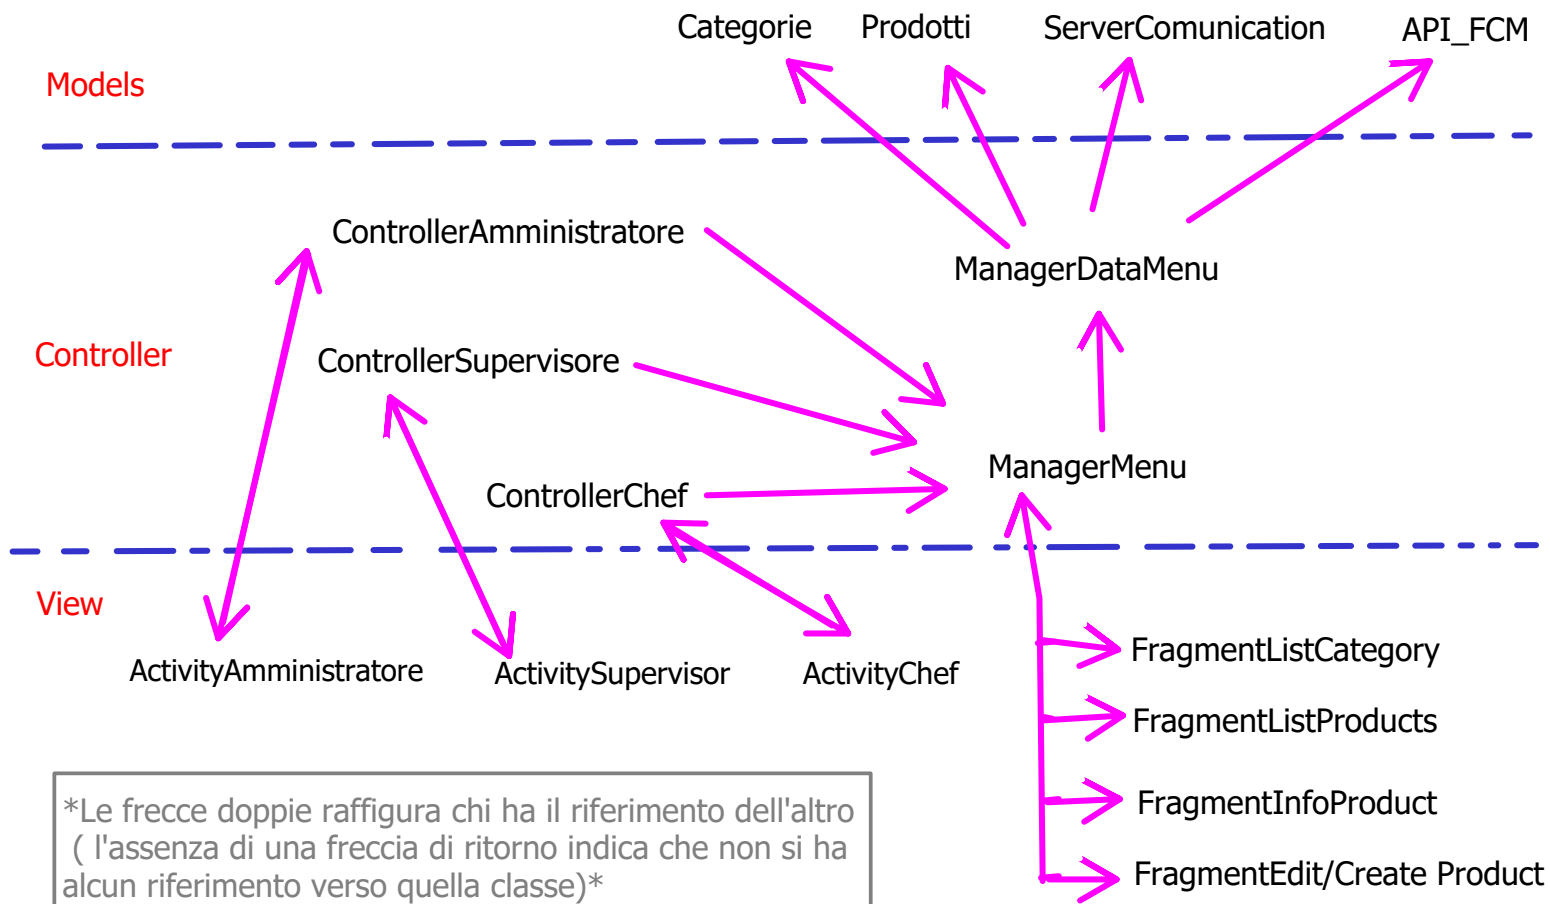 Categorie
Prodotti
ServerComunication
API_FCM
Models
ControllerAmministratore
ManagerDataMenu
Controller
ControllerSupervisore
ManagerMenu
ControllerChef
View
ActivityAmministratore
ActivitySupervisor
ActivityChef
FragmentListCategory
FragmentListProducts
FragmentInfoProduct
FragmentEdit/Create Product
*Le frecce doppie raffigura chi ha il riferimento dell'altro
( l'assenza di una freccia di ritorno indica che non si ha
alcun riferimento verso quella classe)*